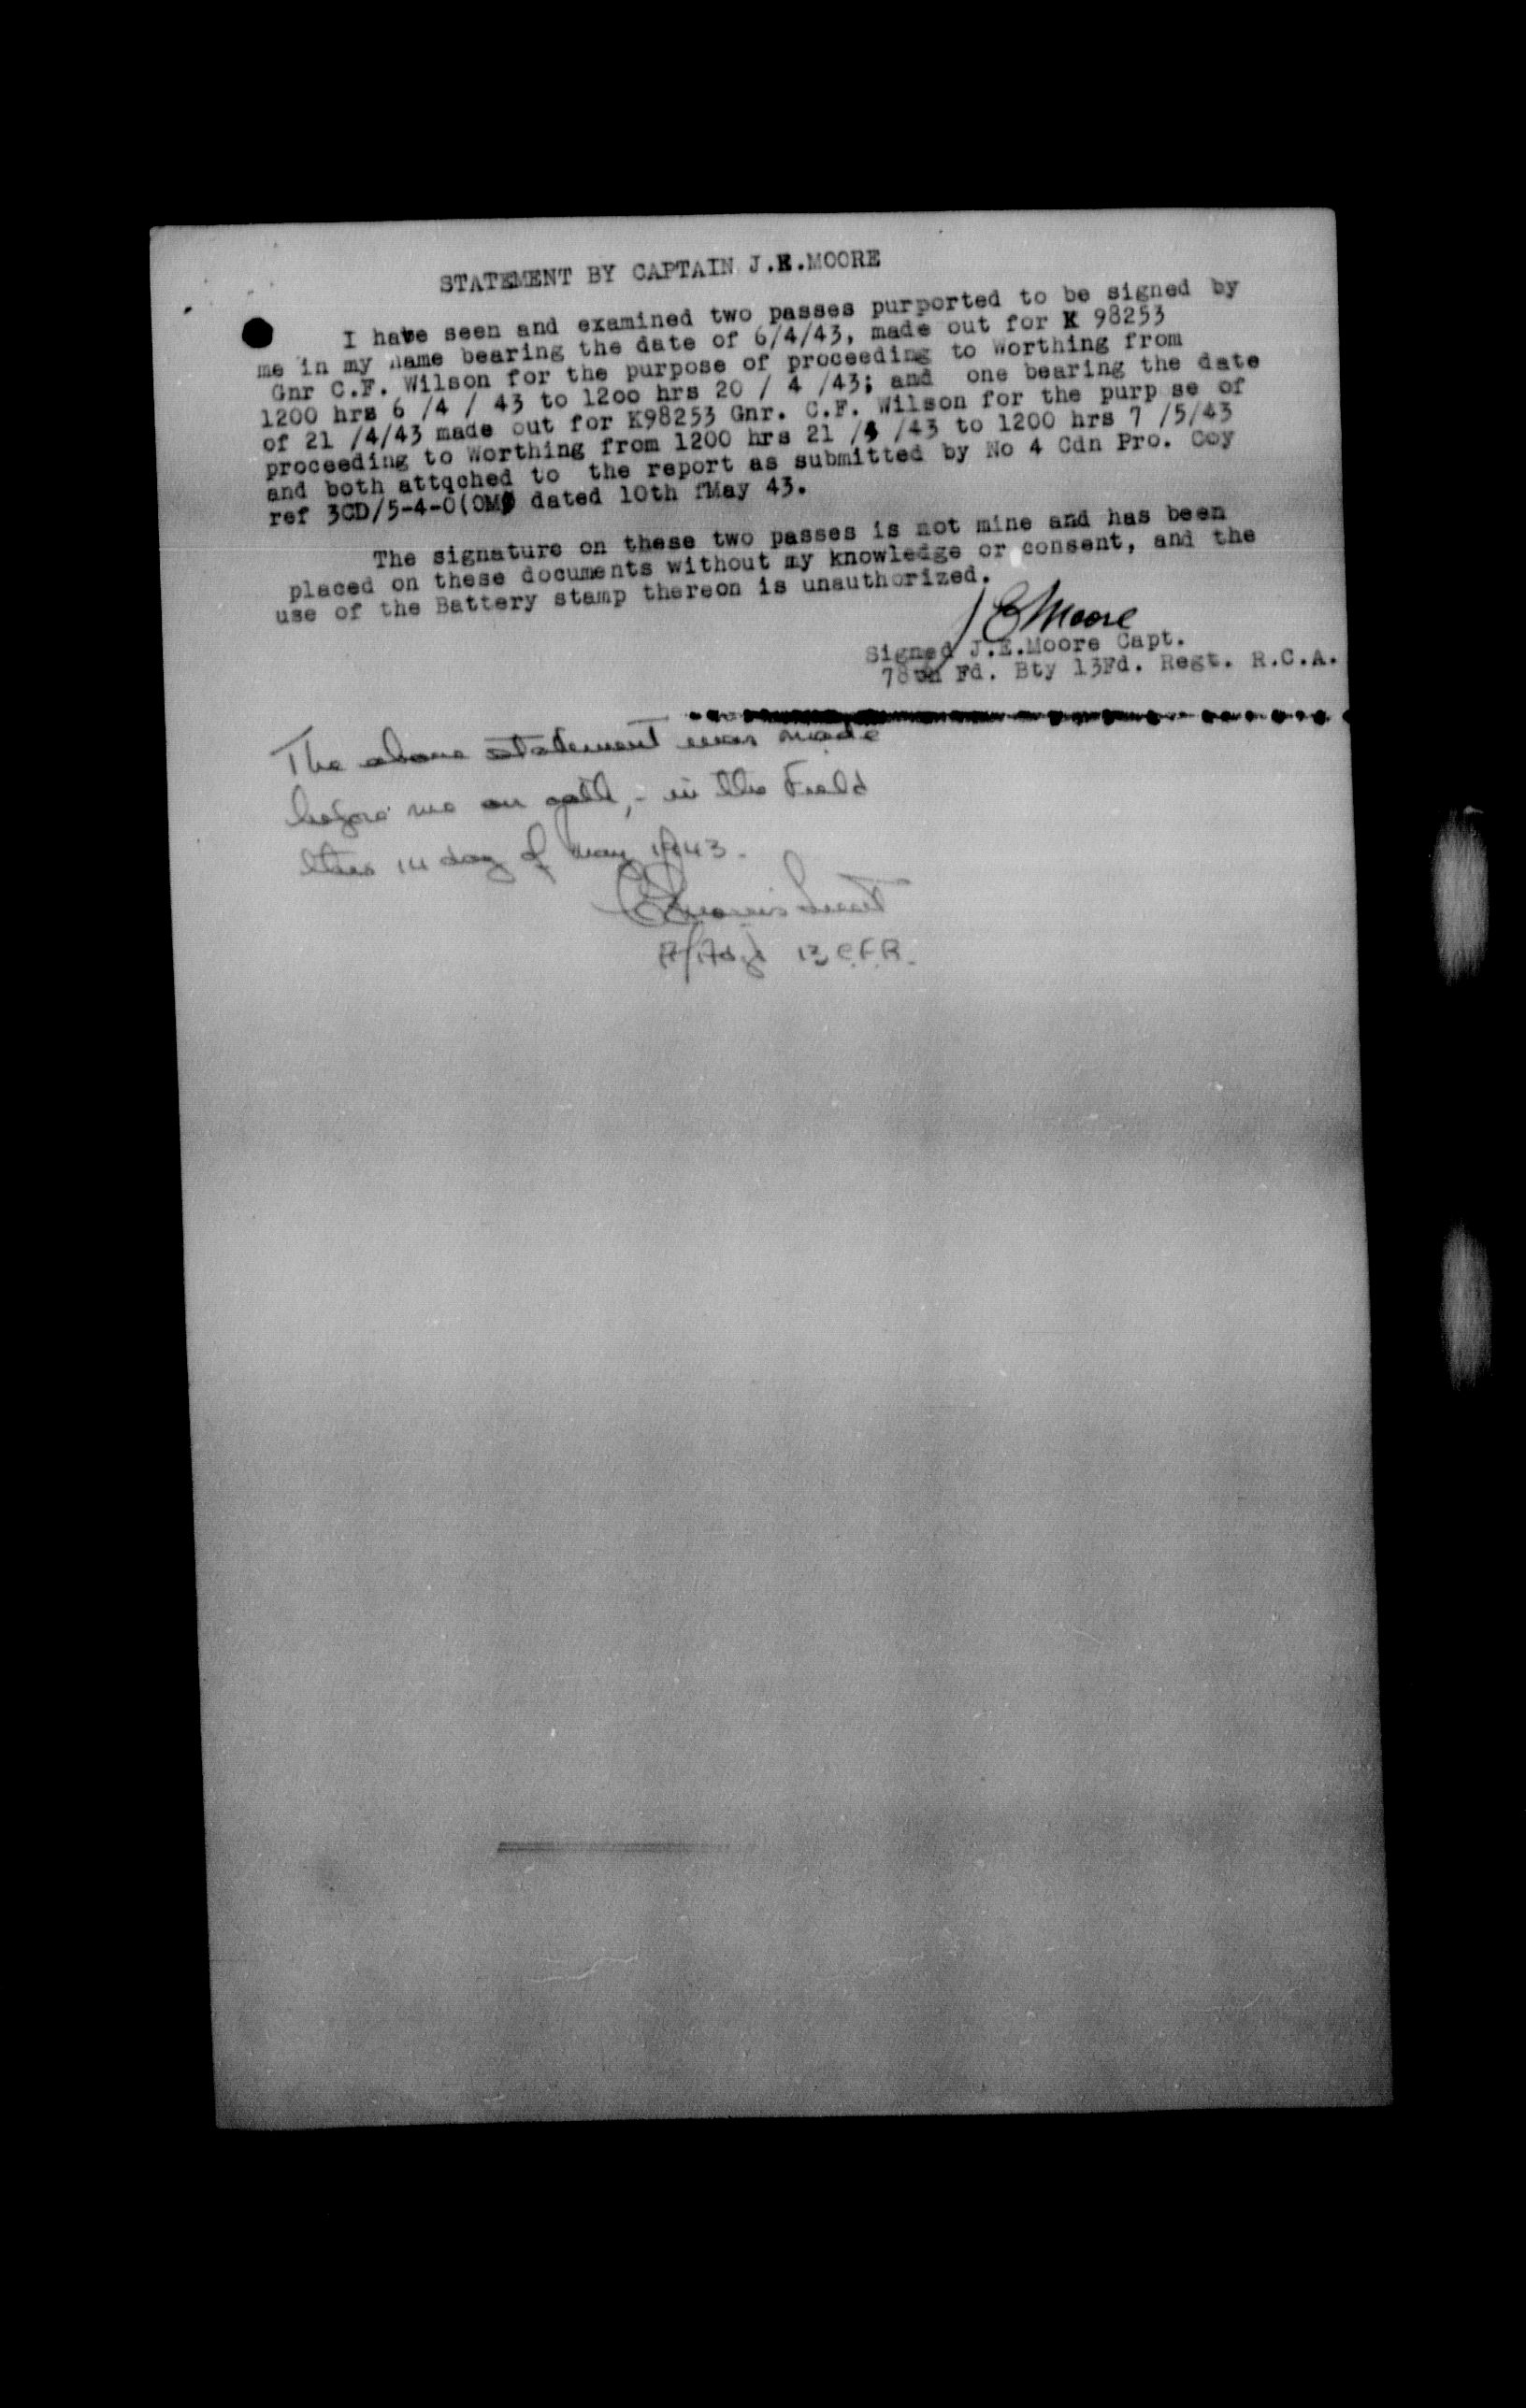 STATEMENT BY CAPTAIN J.E.MOORE
I have seen and examined two passes purported to be signed by
me in my name bearing the date of 6/4/43, made out for K 98253
Gnr C.F. Wilson for the purpose of proceeding to Worthing from
1200 hrs 6 /4 / 43 to 12oo hrs 20 / 4 /43; and one bearing the date
of 21 /4/43 made out for K98253 Gnr. C.F. Wilson for the purp se of
proceeding to Worthing from 1200 hrs 21 /4 /43 to 1200 hrs 7 /5/43
and both attqched to the report as submitted by No 4 Cdn Pro. Coy
ref 3CD/5-4-0(OM) dated 10th fMay 43.
The signature on these two passes is not mine and has been
placed on these documents without my knowledge or consent, and the
use of the Battery stamp thereon is unauthorized.
J E Moore
Signed J.E.Moore Capt.
78th Fd. Bty 13Fd. Regt. R.C.A.
The above statement was made
before me on oath, - in the Field
this 14 day of May 1943.
Lieut
A/Adjt 13 C.F.R.